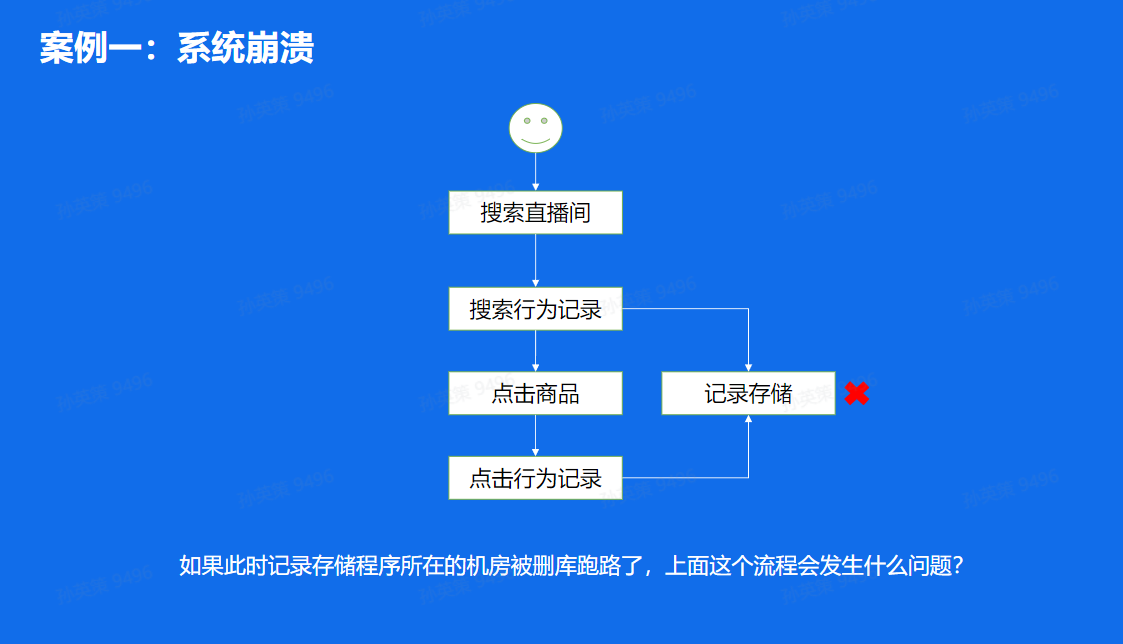 案例一：系统崩溃
搜索直播间
搜索行为记录
点击商品
记录存储
点击行为记录
如果此时记录存储程序所在的机房被删库跑路了，上面这个流程会发生什么问题？
孙英策 9496